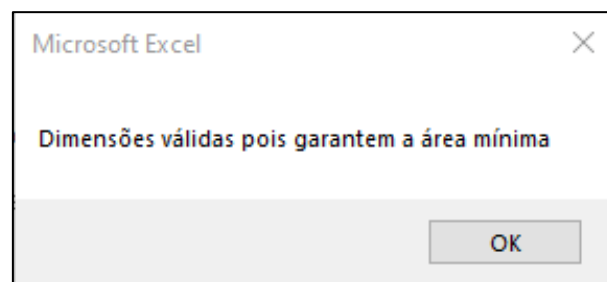 Microsoft Excel
Dimensões válidas pois garantem a área mínima
OK